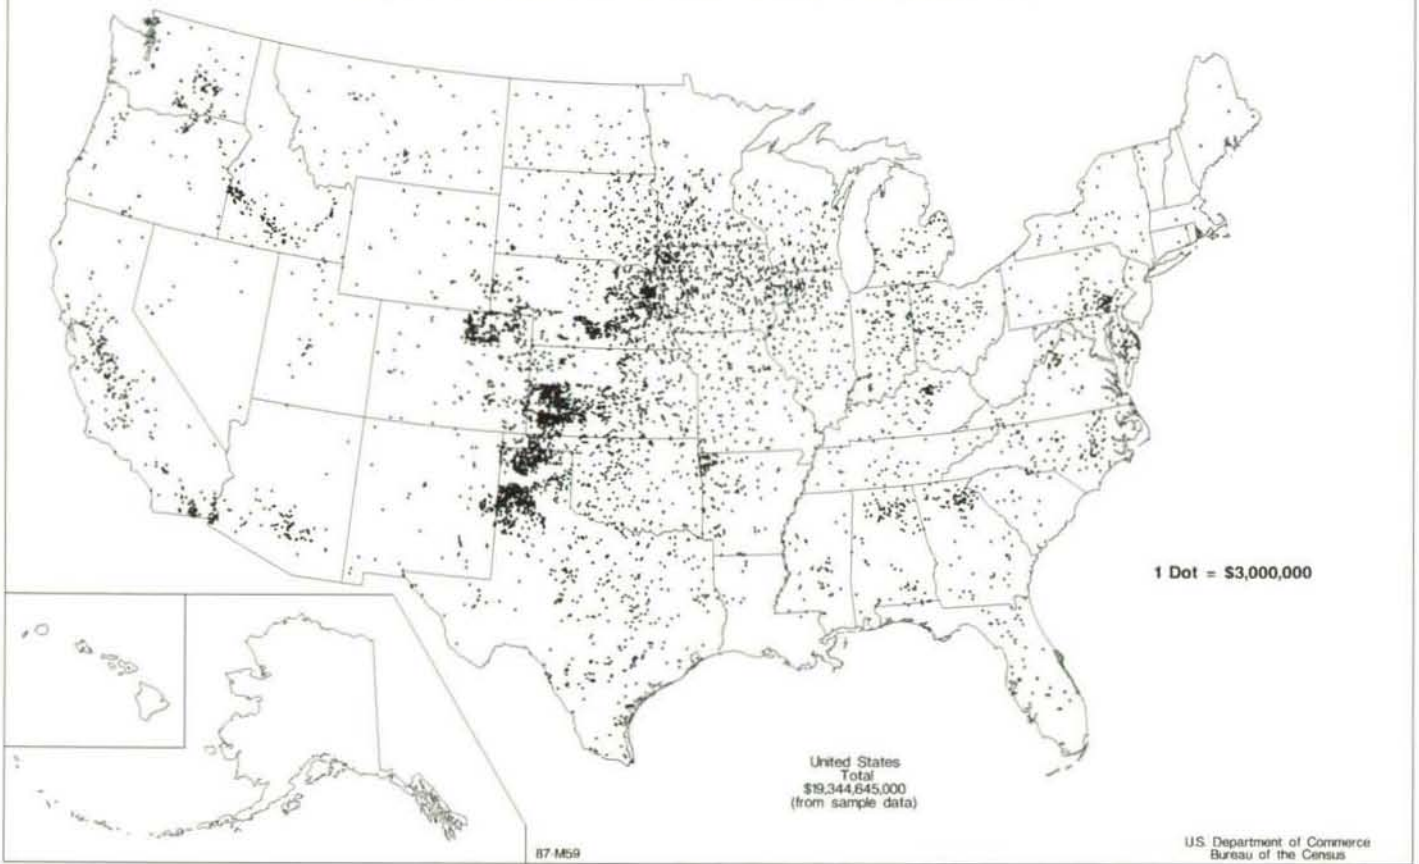 1 Dot = $3,000,000
United States
Total
$19,344,645,000
(from sample data)
87-M59
U.S. Department of Commerce
Bureau of the Census